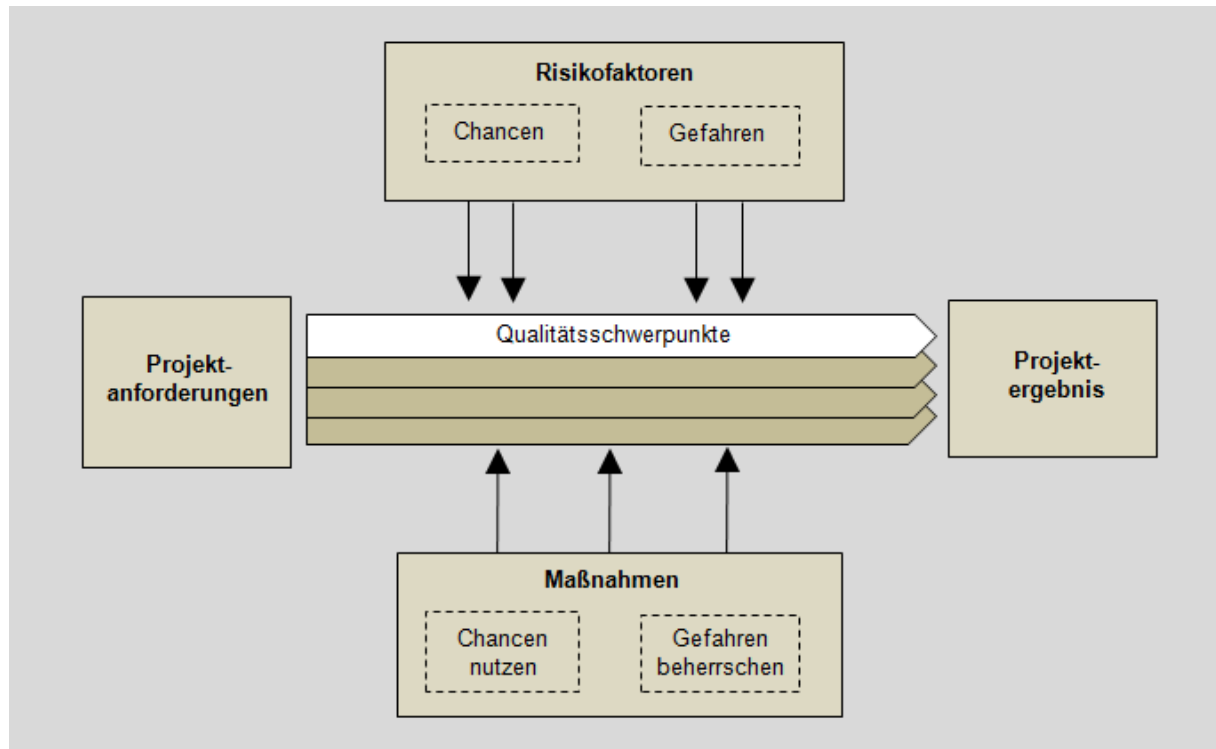 Risikofaktoren
Chancen
Gefahren
Projekt-
anforderungen
Qualitätsschwerpunkte
Projekt-
ergebnis
Maßnahmen
Chancen
nutzen
Gefahren
beherrschen